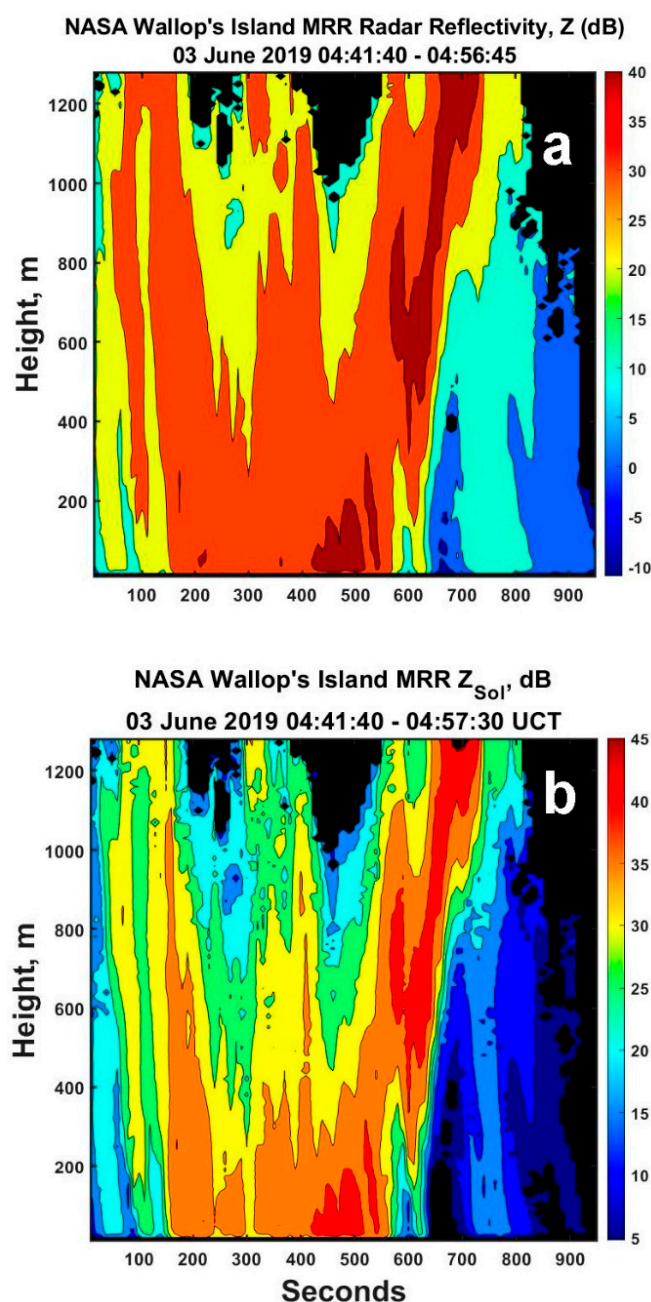 NASA Wallop's Island MRR Radar Reflectivity, Z (dB)
03 June 2019 04:41:40 - 04:56:45
a
Height, m
1200
1000
800
600
400
200
100 200 300 400 500 600 700 800 900
40
35
30
25
20
15
10
5
0
-5
-10
NASA Wallop's Island MRR Z_Sol, dB
03 June 2019 04:41:40 - 04:57:30 UCT
b
Height, m
1200
1000
800
600
400
200
100 200 300 400 500 600 700 800 900
Seconds
45
40
35
30
25
20
15
10
5